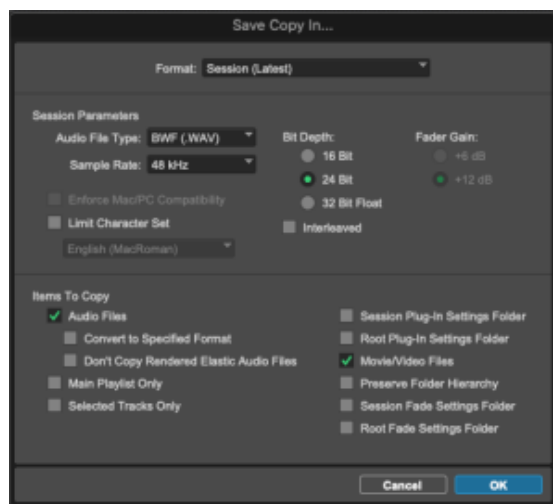 Save Copy In...
Format: Session (Latest)
Session Parameters
Audio File Type: BWF (.WAV)
Sample Rate: 48 kHz
Enforce Mac/PC Compatibility
Limit Character Set
English (MacRoman)
Bit Depth:
16 Bit
24 Bit
32 Bit Float
Interleaved
Fader Gain:
+6 dB
+12 dB
Items To Copy
Audio Files
Convert to Specified Format
Don't Copy Rendered Elastic Audio Files
Main Playlist Only
Selected Tracks Only
Session Plug-In Settings Folder
Root Plug-In Settings Folder
Movie/Video Files
Preserve Folder Hierarchy
Session Fade Settings Folder
Root Fade Settings Folder
Cancel
OK